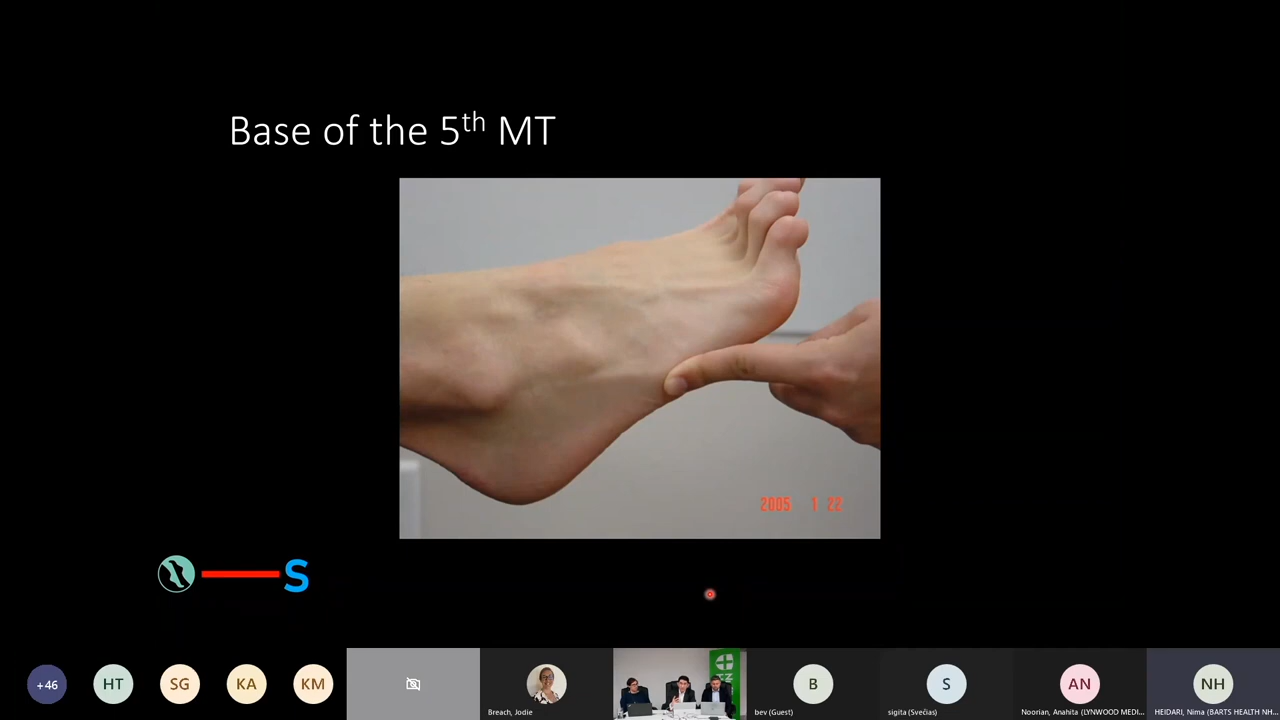 Base of the 5th MT
2005 1 22
S
+46
HT
SG
KA
KM
B
S
AN
NH
Breach, Jodie
bev (Guest)
sigita (Svečias)
Noorian, Anahita (LYNWOOD MEDI...
HEIDARI, Nima (BARTS HEALTH NH...